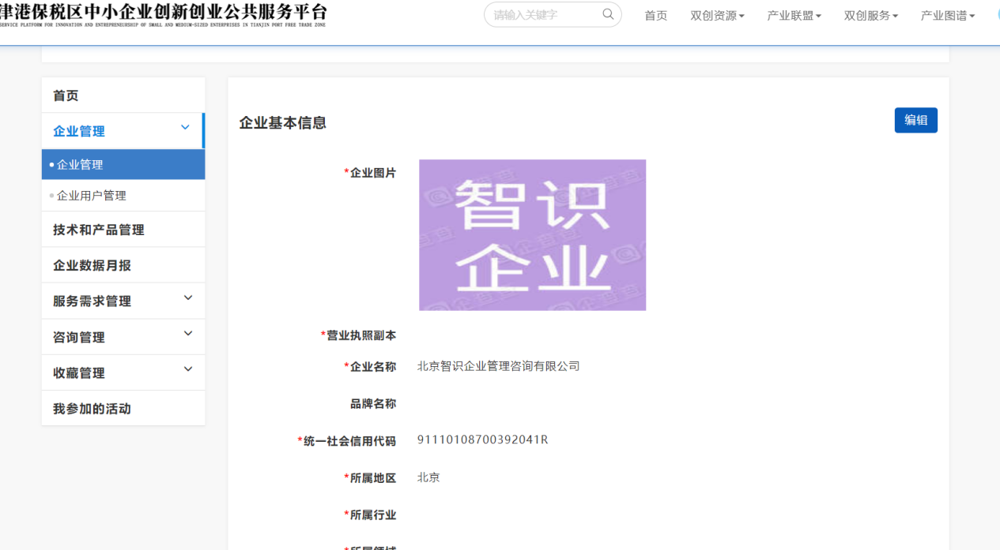 津港保税区中小企业创新创业公共服务平台
SERVICE PLATFORM FOR INNOVATION AND ENTREPRENEURSHIP OF SMALL AND MEDIUM-SIZED ENTERPRISES IN TIANJIN PORT FREE TRADE ZONE
请输入关键字
首页 双创资源 产业联盟 双创服务 产业图谱
首页
企业管理
企业管理
企业用户管理
技术和产品管理
企业数据月报
服务需求管理
咨询管理
收藏管理
我参加的活动
企业基本信息
编辑
*企业图片
智识
企业
企查查
*营业执照副本
*企业名称 北京智识企业管理咨询有限公司
品牌名称
*统一社会信用代码 91110108700392041R
*所属地区 北京
*所属行业
*所属领域